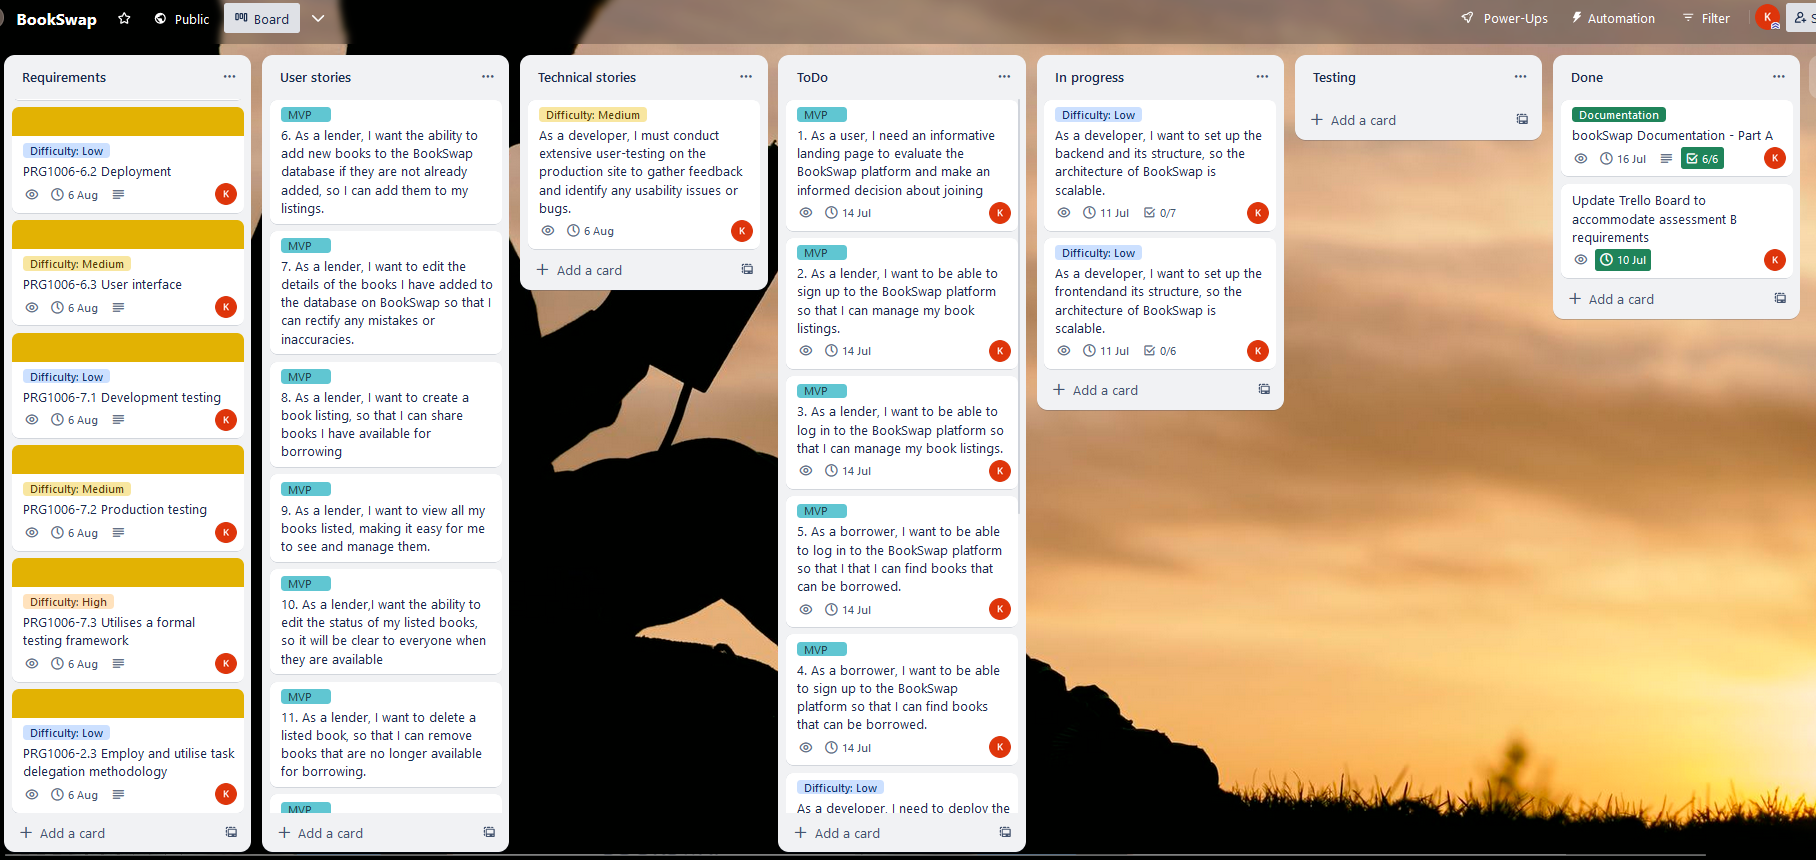 BookSwap
Public
Board
Power-Ups
Automation
Filter
K
S
Requirements
Difficulty: Low
PRG1006-6.2 Deployment
6 Aug
K
Difficulty: Medium
PRG1006-6.3 User interface
6 Aug
K
Difficulty: Low
PRG1006-7.1 Development testing
6 Aug
K
Difficulty: Medium
PRG1006-7.2 Production testing
6 Aug
K
Difficulty: High
PRG1006-7.3 Utilises a formal
testing framework
6 Aug
K
Difficulty: Low
PRG1006-2.3 Employ and utilise task
delegation methodology
6 Aug
K
Add a card
User stories
MVP
6. As a lender, I want the ability to
add new books to the BookSwap
database if they are not already
added, so I can add them to my
listings.
MVP
7. As a lender, I want to edit the
details of the books I have added to
the database on BookSwap so that I
can rectify any mistakes or
inaccuracies.
MVP
8. As a lender, I want to create a
book listing, so that I can share
books I have available for
borrowing
MVP
9. As a lender, I want to view all my
books listed, making it easy for me
to see and manage them.
MVP
10. As a lender,I want the ability to
edit the status of my listed books,
so it will be clear to everyone when
they are available
MVP
11. As a lender, I want to delete a
listed book, so that I can remove
books that are no longer available
for borrowing.
MVP
Add a card
Technical stories
Difficulty: Medium
As a developer, I must conduct
extensive user-testing on the
production site to gather feedback
and identify any usability issues or
bugs.
6 Aug
K
Add a card
ToDo
MVP
1. As a user, I need an informative
landing page to evaluate the
BookSwap platform and make an
informed decision about joining
14 Jul
K
MVP
2. As a lender, I want to be able to
sign up to the BookSwap platform
so that I can manage my book
listings.
14 Jul
K
MVP
3. As a lender, I want to be able to
log in to the BookSwap platform so
that I can manage my book listings.
14 Jul
K
MVP
5. As a borrower, I want to be able
to log in to the BookSwap platform
so that I that I can find books that
can be borrowed.
14 Jul
K
MVP
4. As a borrower, I want to be able
to sign up to the BookSwap
platform so that I can find books
that can be borrowed.
14 Jul
K
Difficulty: Low
As a developer, I need to deploy the
Add a card
In progress
Difficulty: Low
As a developer, I want to set up the
backend and its structure, so the
architecture of BookSwap is
scalable.
11 Jul
0/7
K
Difficulty: Low
As a developer, I want to set up the
frontendand its structure, so the
architecture of BookSwap is
scalable.
11 Jul
0/6
K
Add a card
Testing
Add a card
Done
Documentation
bookSwap Documentation - Part A
16 Jul
6/6
K
Update Trello Board to
accommodate assessment B
requirements
10 Jul
K
Add a card